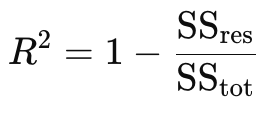 R² = 1 − SS_res / SS_tot